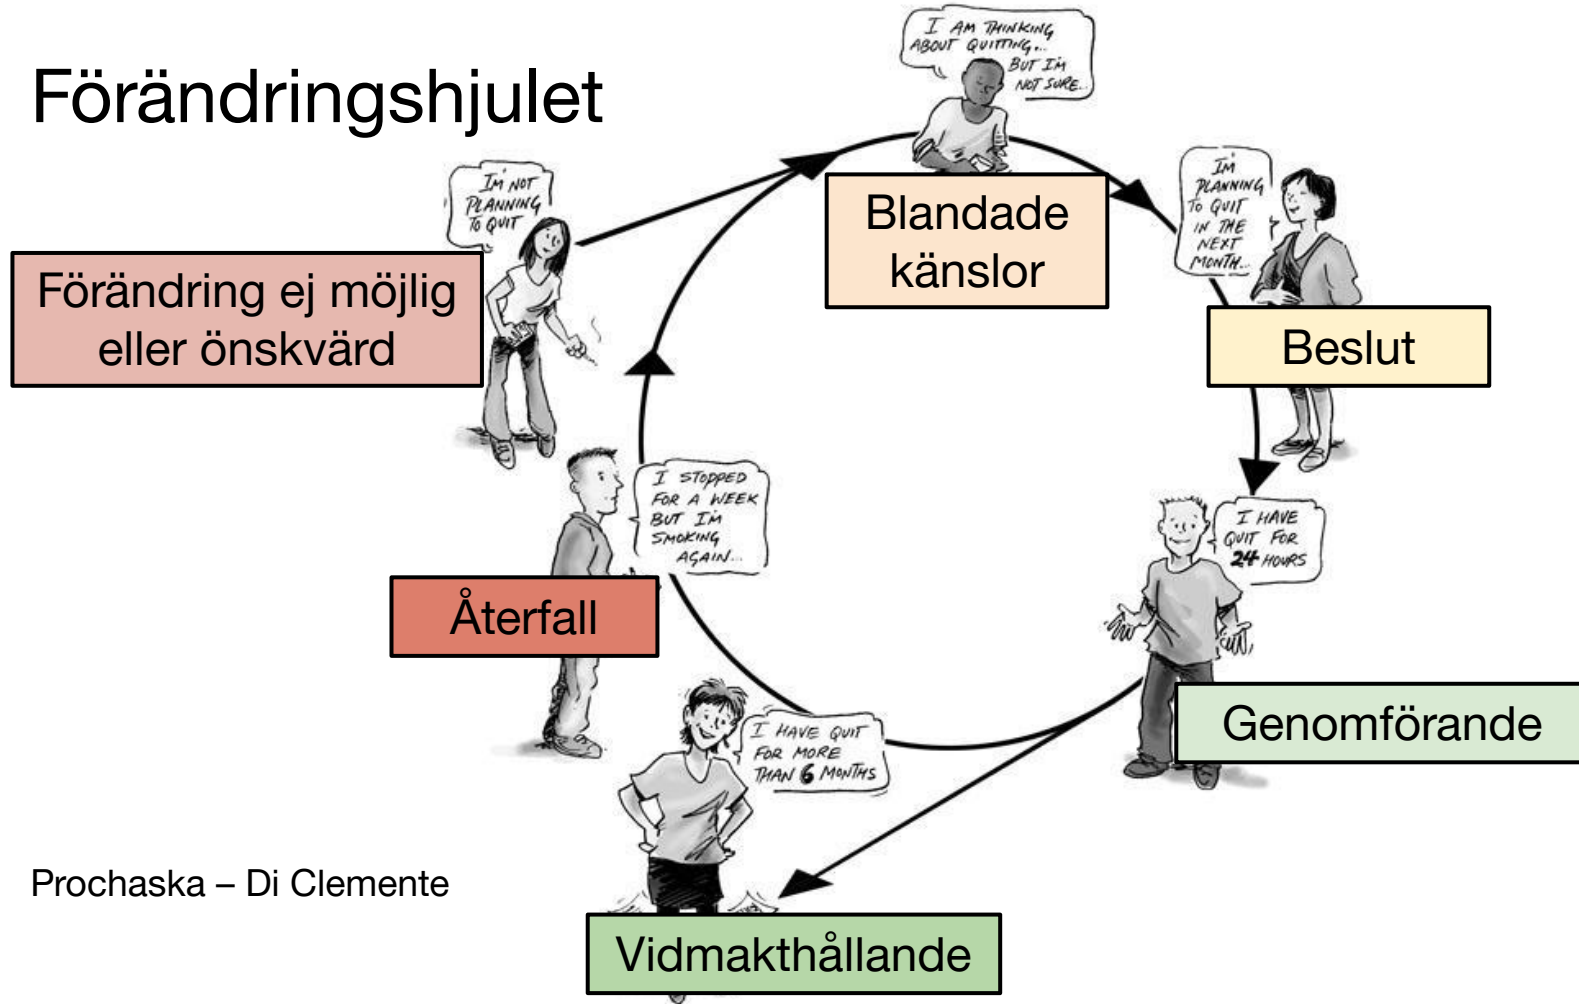 Förändringshjulet
I AM THINKING
ABOUT QUITTING...
BUT I'M
NOT SURE...
Blandade
känslor
I'M
PLANNING
TO QUIT
IN THE
NEXT
MONTH...
Beslut
I HAVE
QUIT FOR
24 HOURS
Genomförande
I HAVE QUIT
FOR MORE
THAN 6 MONTHS
Vidmakthållande
I STOPPED
FOR A WEEK
BUT I'M
SMOKING
AGAIN...
Återfall
I'M NOT
PLANNING
TO QUIT
Förändring ej möjlig
eller önskvärd
Prochaska – Di Clemente